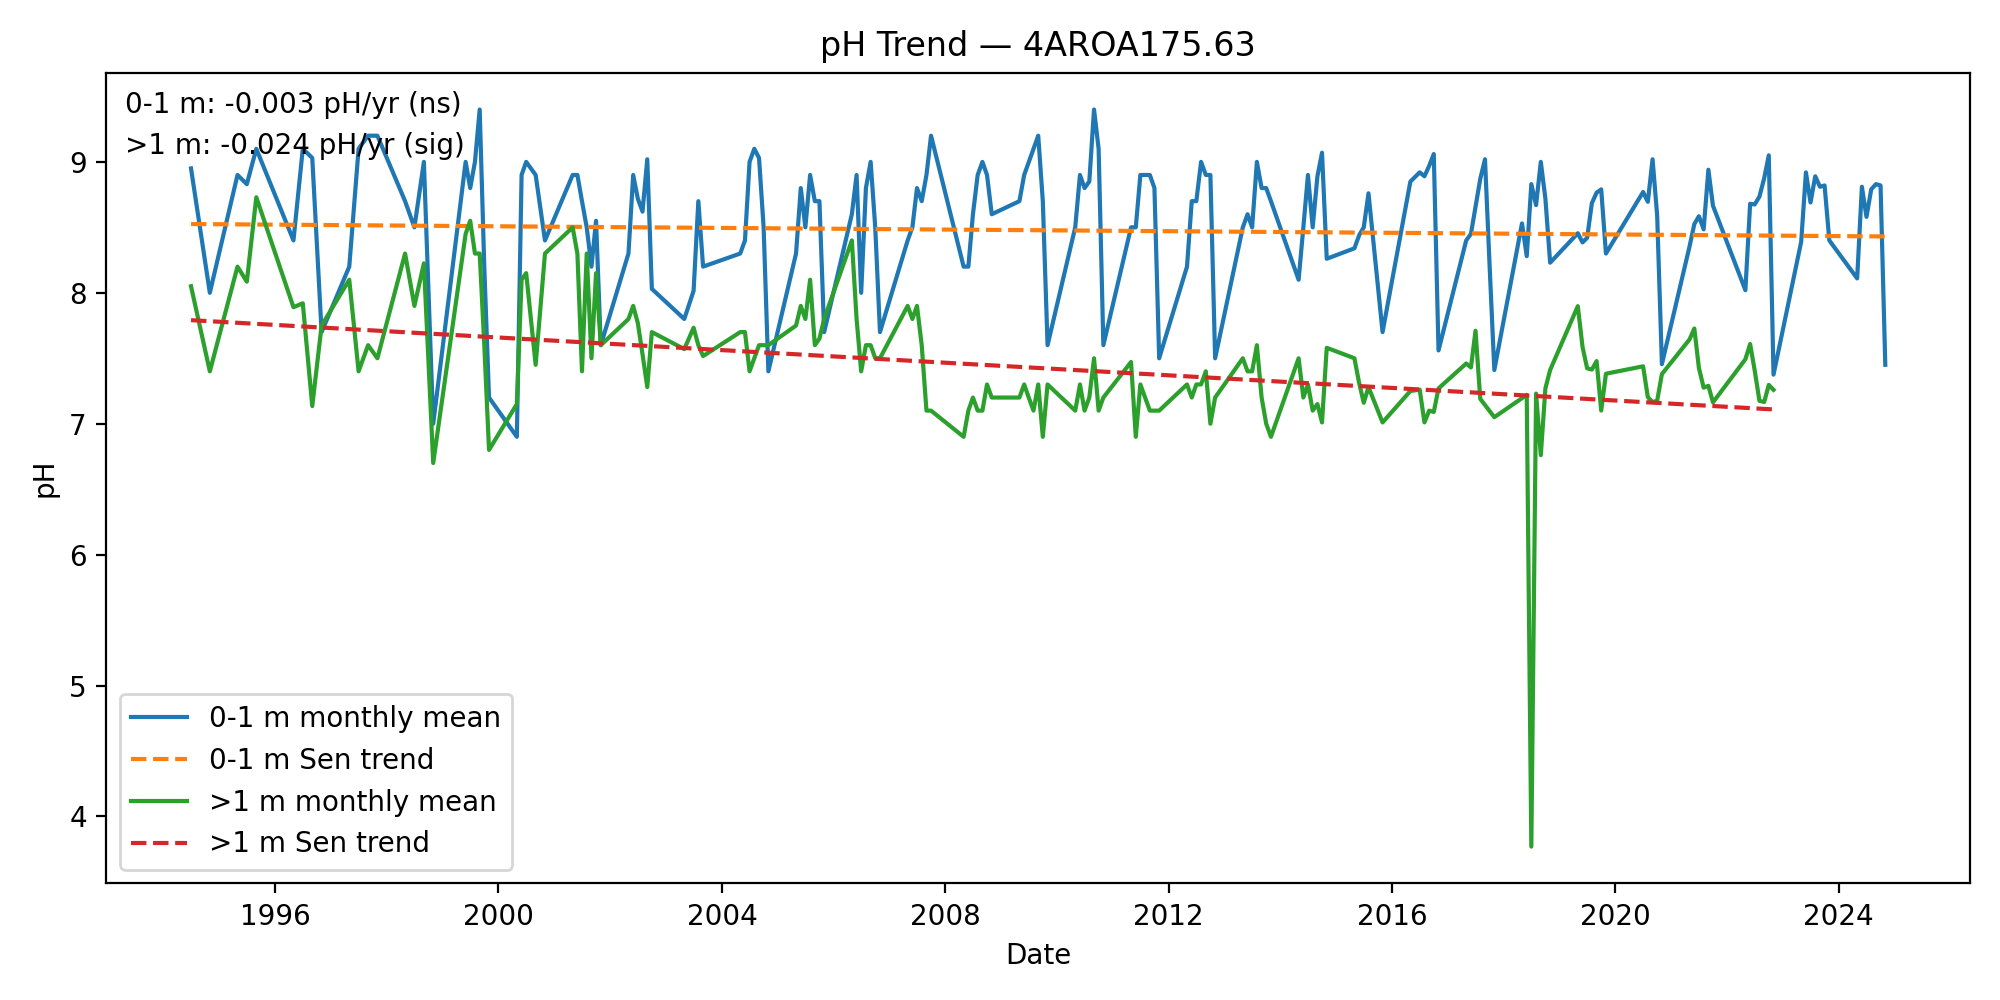 pH Trend — 4AROA175.63
0-1 m: -0.003 pH/yr (ns)
>1 m: -0.024 pH/yr (sig)
9
8
7
6
5
4
pH
0-1 m monthly mean
0-1 m Sen trend
>1 m monthly mean
>1 m Sen trend
1996 2000 2004 2008 2012 2016 2020 2024
Date